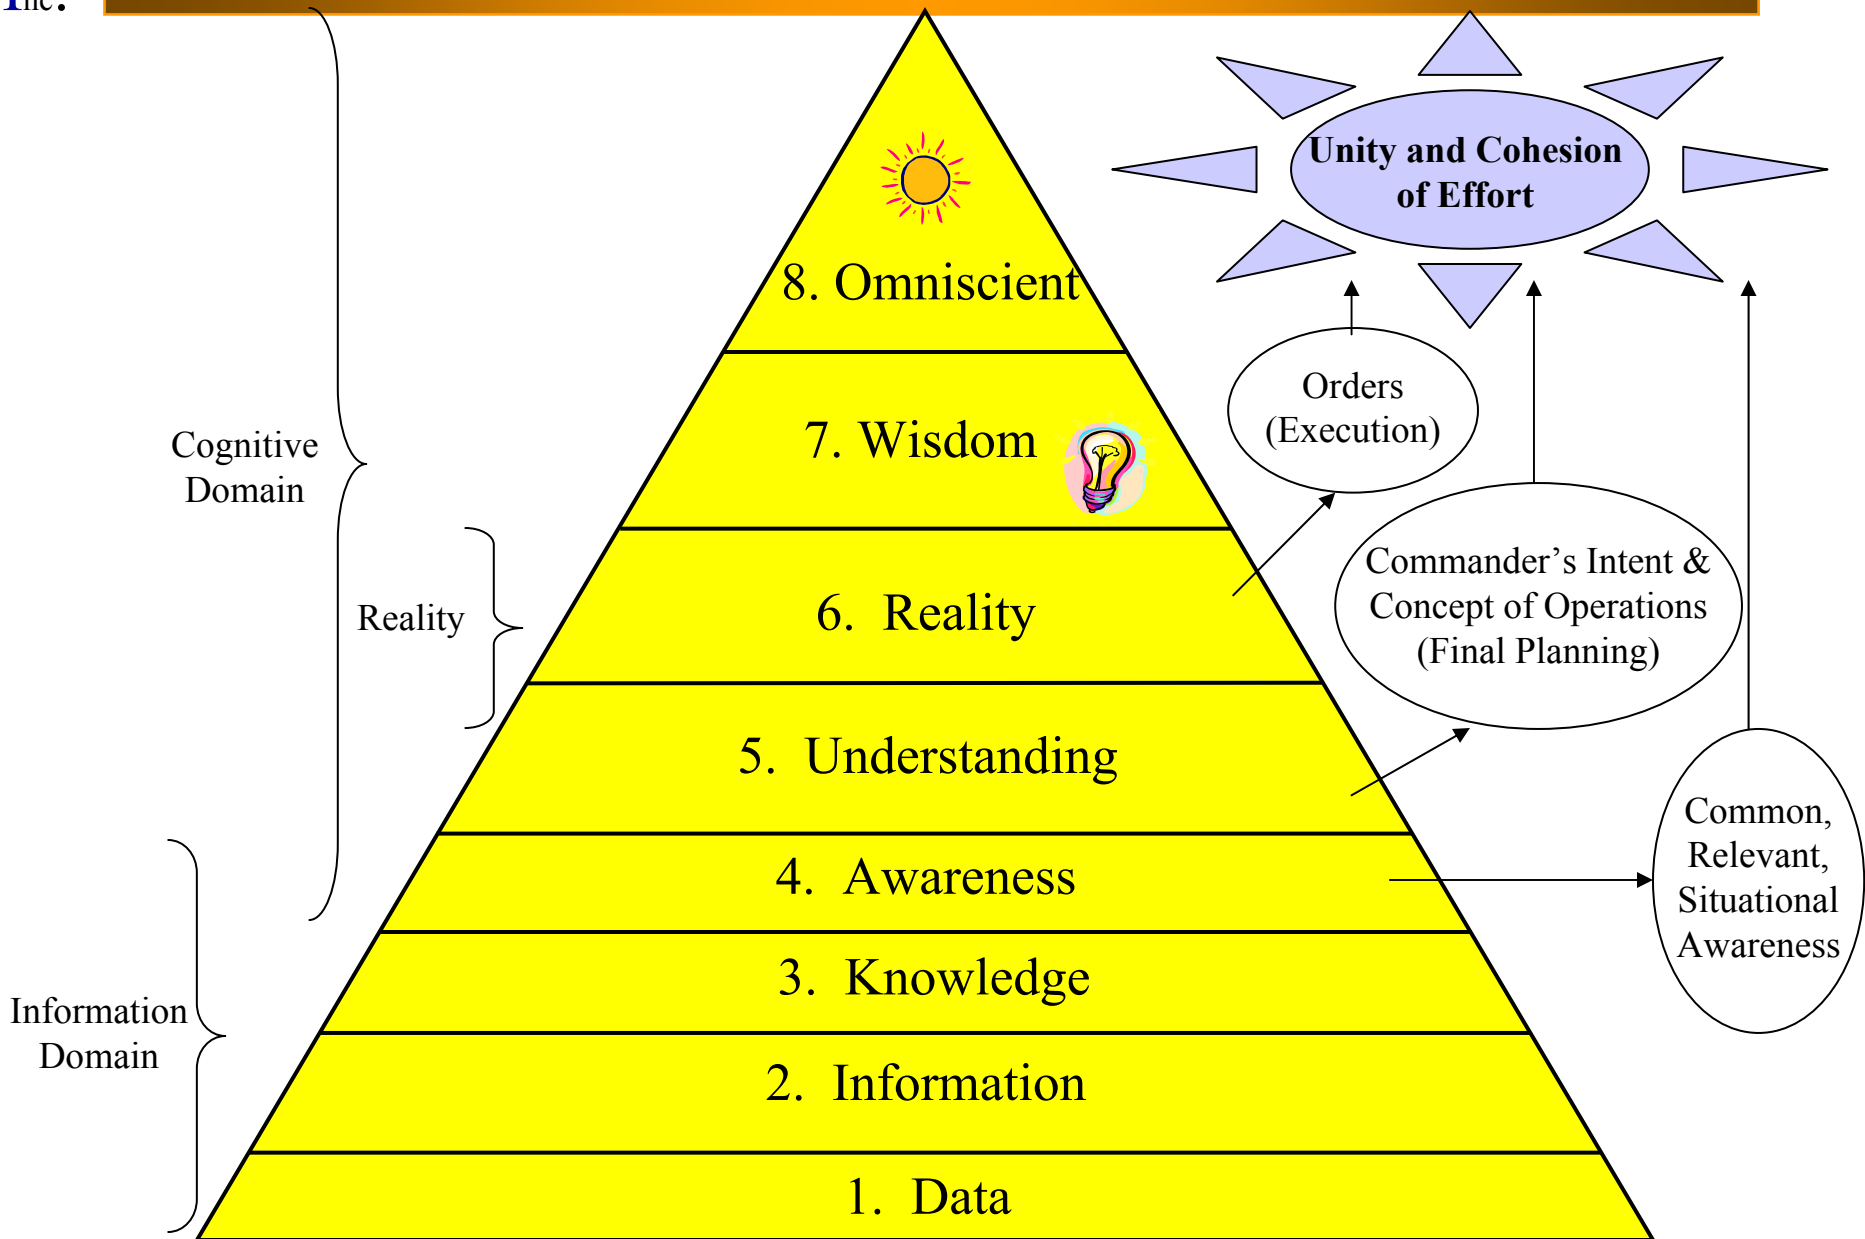 Inc.
Unity and Cohesion
of Effort
8. Omniscient
Orders
(Execution)
7. Wisdom
Cognitive
Domain
Commander’s Intent &
Concept of Operations
(Final Planning)
6. Reality
Reality
5. Understanding
Common,
Relevant,
Situational
Awareness
4. Awareness
3. Knowledge
Information
Domain
2. Information
1. Data